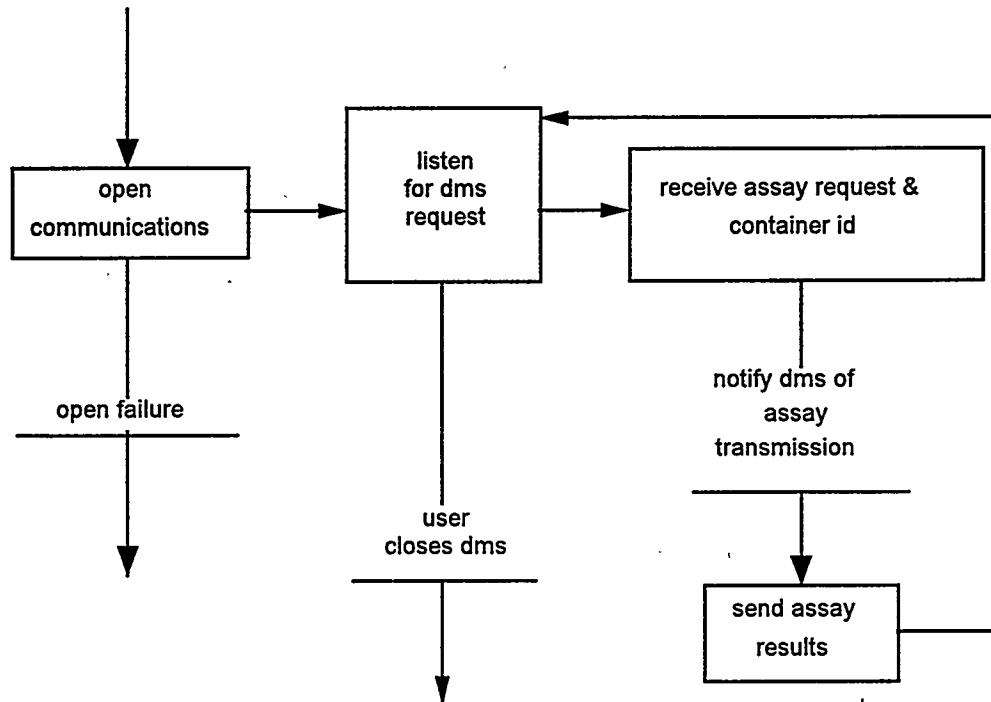 open
communications
listen
for dms
request
receive assay request &
container id
open failure
user
closes dms
notify dms of
assay
transmission
send assay
results